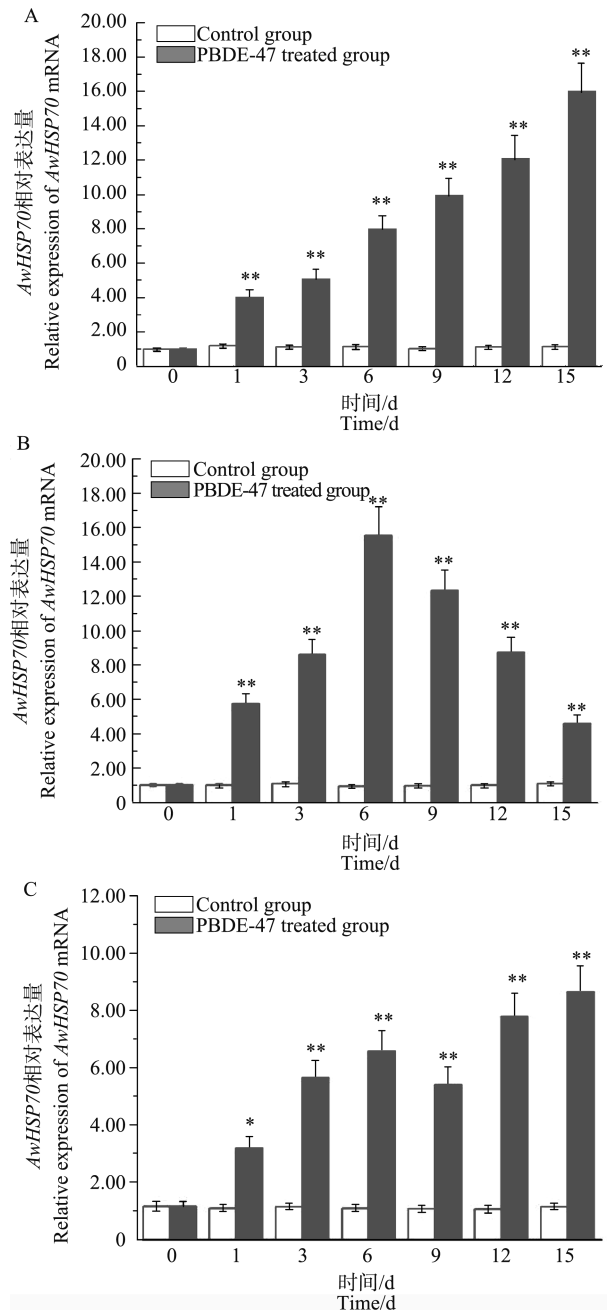 A
20.00
18.00
16.00
14.00
12.00
10.00
8.00
6.00
4.00
2.00
0
AwHSP70相对表达量
Relative expression of AwHSP70 mRNA
Control group
PBDE-47 treated group
**
**
**
**
**
**
0 1 3 6 9 12 15
时间/d
Time/d
B
20.00
18.00
16.00
14.00
12.00
10.00
8.00
6.00
4.00
2.00
0
AwHSP70相对表达量
Relative expression of AwHSP70 mRNA
Control group
PBDE-47 treated group
**
**
**
**
**
**
0 1 3 6 9 12 15
时间/d
Time/d
C
12.00
10.00
8.00
6.00
4.00
2.00
0
AwHSP70相对表达量
Relative expression of AwHSP70 mRNA
Control group
PBDE-47 treated group
*
**
**
**
**
**
0 1 3 6 9 12 15
时间/d
Time/d